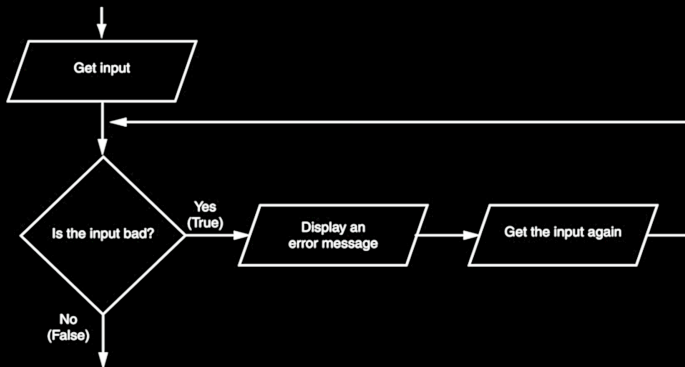 Get input
Is the input bad?
Yes
(True)
Display an
error message
Get the input again
No
(False)